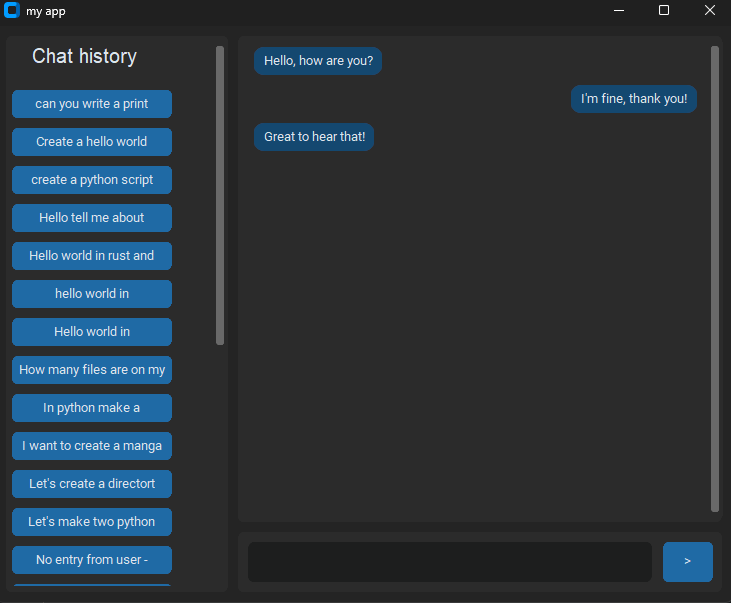 my app
Chat history
can you write a print
Create a hello world
create a python script
Hello tell me about
Hello world in rust and
hello world in
Hello world in
How many files are on my
In python make a
I want to create a manga
Let's create a directort
Let's make two python
No entry from user -
Hello, how are you?
I'm fine, thank you!
Great to hear that!
>